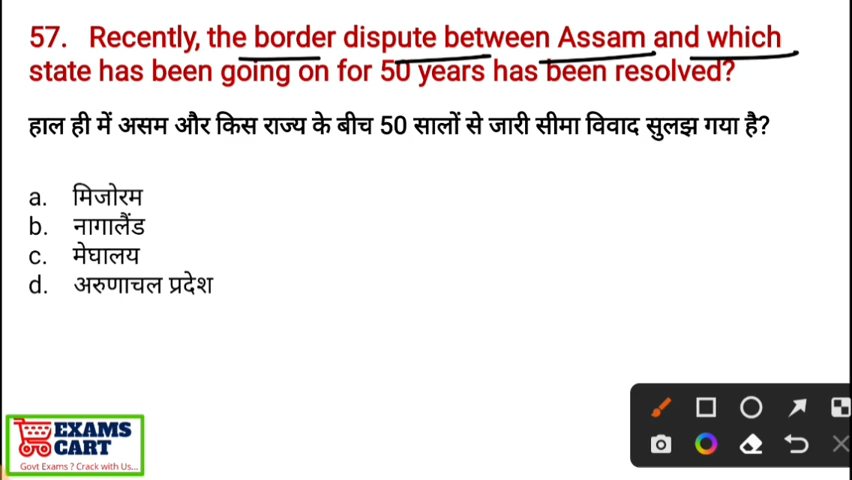 57. Recently, the border dispute between Assam and which
state has been going on for 50 years has been resolved?
हाल ही में असम और किस राज्य के बीच 50 सालों से जारी सीमा विवाद सुलझ गया है?
a. मिजोरम
b. नागालैंड
c. मेघालय
d. अरुणाचल प्रदेश
EXAMS
CART
Govt Exams ? Crack with Us...